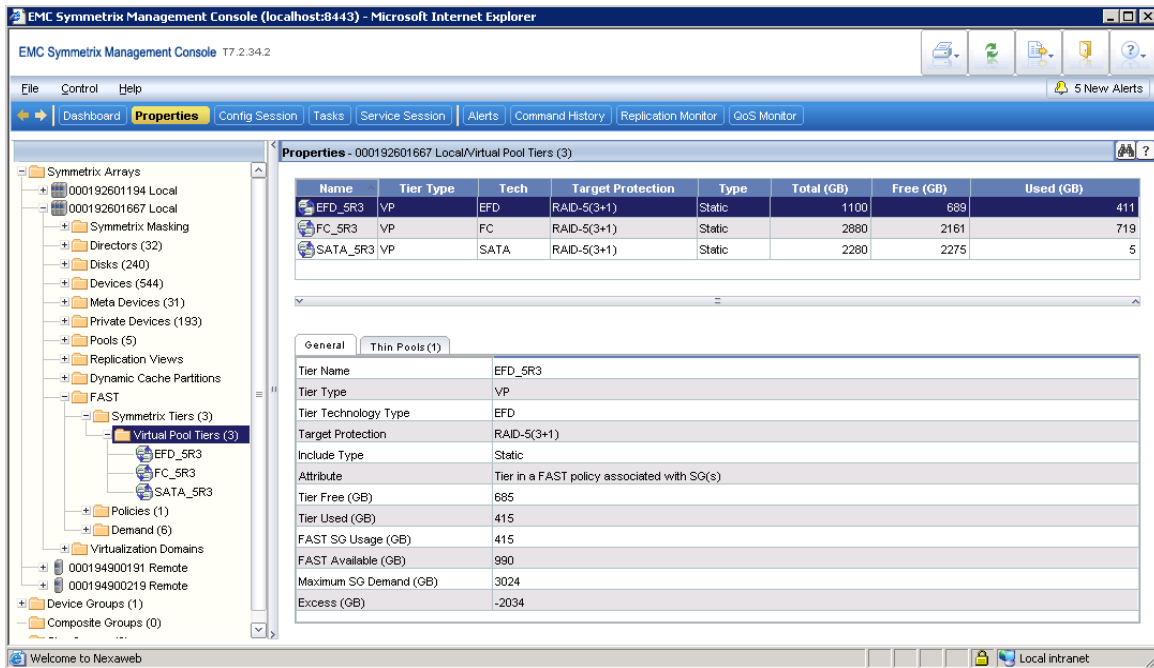 EMC Symmetrix Management Console (localhost:8443) - Microsoft Internet Explorer
EMC Symmetrix Management Console T7.2.34.2
File Control Help
5 New Alerts
Dashboard Properties Config Session Tasks Service Session Alerts Command History Replication Monitor QoS Monitor
Symmetrix Arrays
000192601194 Local
000192601667 Local
Symmetrix Masking
Directors (32)
Disks (240)
Devices (544)
Meta Devices (31)
Private Devices (193)
Pools (5)
Replication Views
Dynamic Cache Partitions
FAST
Symmetrix Tiers (3)
Virtual Pool Tiers (3)
EFD_5R3
FC_5R3
SATA_5R3
Policies (1)
Demand (6)
Virtualization Domains
000194900191 Remote
000194900219 Remote
Device Groups (1)
Composite Groups (0)
Properties - 000192601667 Local/Virtual Pool Tiers (3)
?
Name Tier Type Tech Target Protection Type Total (GB) Free (GB) Used (GB)
EFD_5R3 VP EFD RAID-5(3+1) Static 1100 689 411
FC_5R3 VP FC RAID-5(3+1) Static 2880 2161 719
SATA_5R3 VP SATA RAID-5(3+1) Static 2280 2275 5
General Thin Pools (1)
Tier Name EFD_5R3
Tier Type VP
Tier Technology Type EFD
Target Protection RAID-5(3+1)
Include Type Static
Attribute Tier in a FAST policy associated with SG(s)
Tier Free (GB) 685
Tier Used (GB) 415
FAST SG Usage (GB) 415
FAST Available (GB) 990
Maximum SG Demand (GB) 3024
Excess (GB) -2034
Welcome to Nexaweb
Local intranet